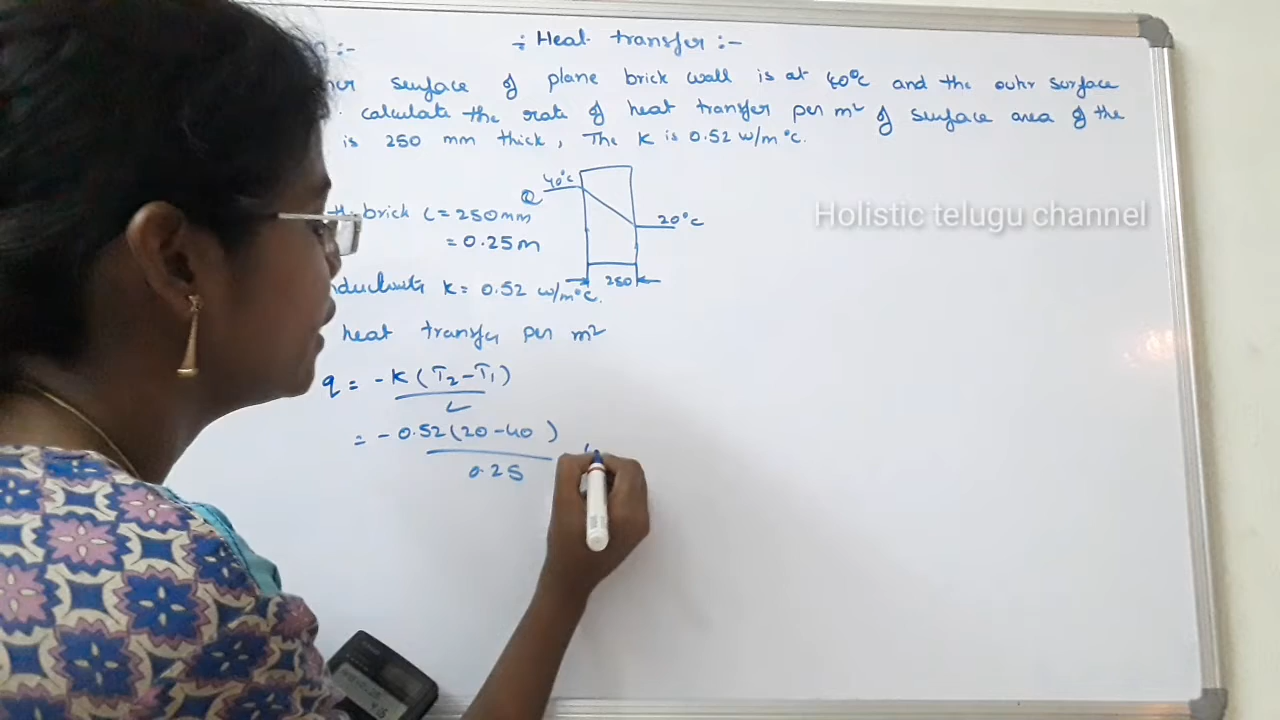 ÷ Heat transfer :-
surface of plane brick wall is at 40°c and the outer surface
calculate the rate of heat transfer per m² of surface area of the
is 250 mm thick, The K is 0.52 w/m°c.
40°c
Q
20°c
250
brick L = 250mm
= 0.25m
K = 0.52 w/m°c.
heat transfer per m²
q = -K (T₂-T₁)
L
= - 0.52 (20-40)
0.25
Holistic telugu channel